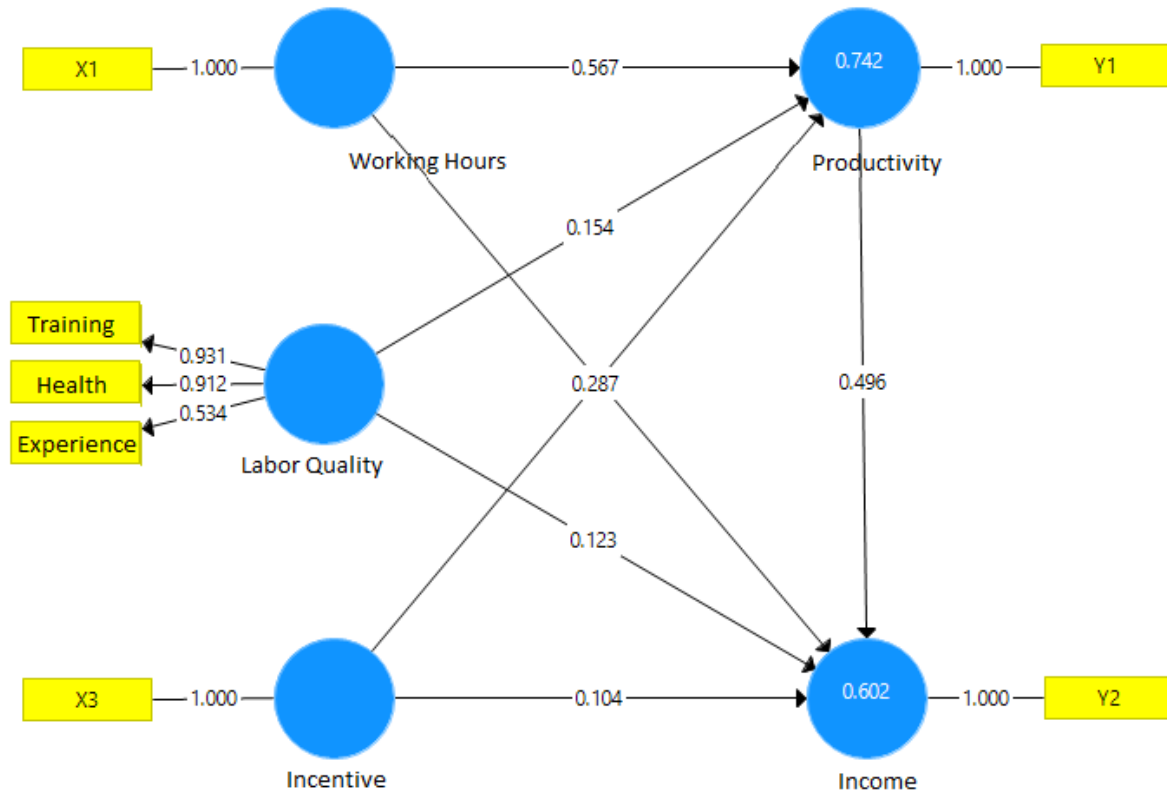 X1
1.000
0.567
0.742
1.000
Y1
Working Hours
Productivity
0.154
Training
0.931
Health
0.912
0.287
0.496
Experience
0.534
Labor Quality
0.123
X3
1.000
0.104
0.602
1.000
Y2
Incentive
Income